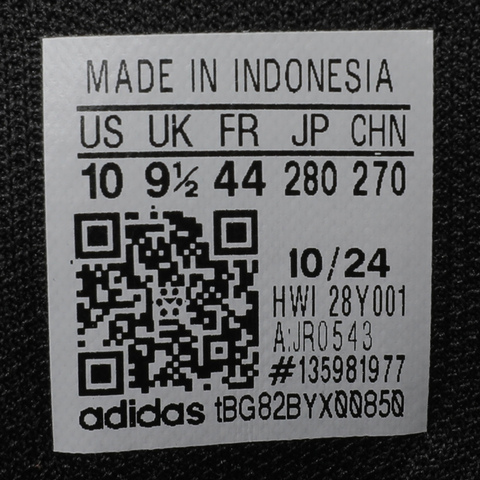 MADE IN INDONESIA
US UK FR JP CHN
10 9½ 44 280 270
10/24
HWI 28Y001
A:JR0543
#135981977
adidas tBG82BYX00850